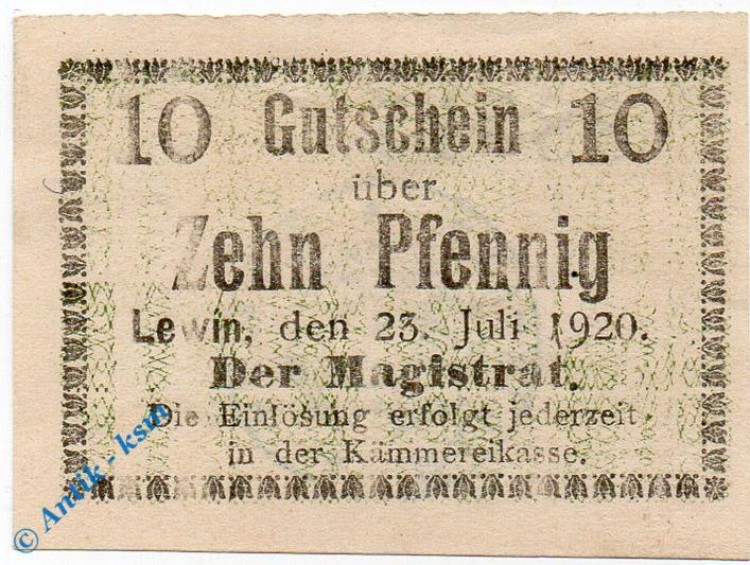 10 Gutschein 10
über
Zehn Pfennig
Lewin, den 23. Juli 1920.
Der Magistrat.
Die Einlösung erfolgt jederzeit
in der Kämmereikasse.
© Antik - ksm